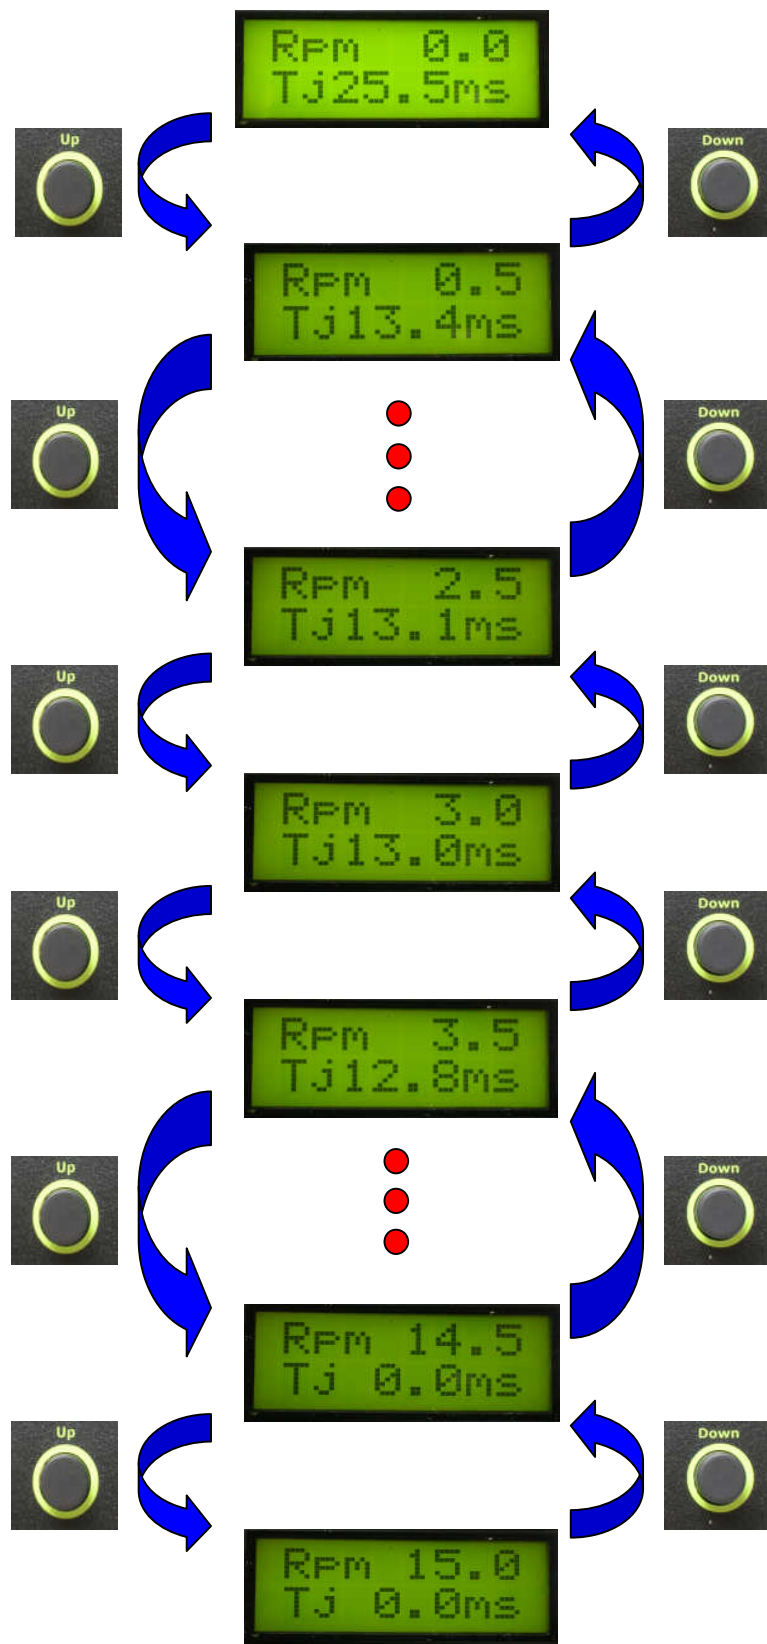 Rpm 0.0
Tj25.5ms
Up
Down
Rpm 0.5
Tj13.4ms
Up
Down
Rpm 2.5
Tj13.1ms
Up
Down
Rpm 3.0
Tj13.0ms
Up
Down
Rpm 3.5
Tj12.8ms
Up
Down
Rpm 14.5
Tj 0.0ms
Up
Down
Rpm 15.0
Tj 0.0ms